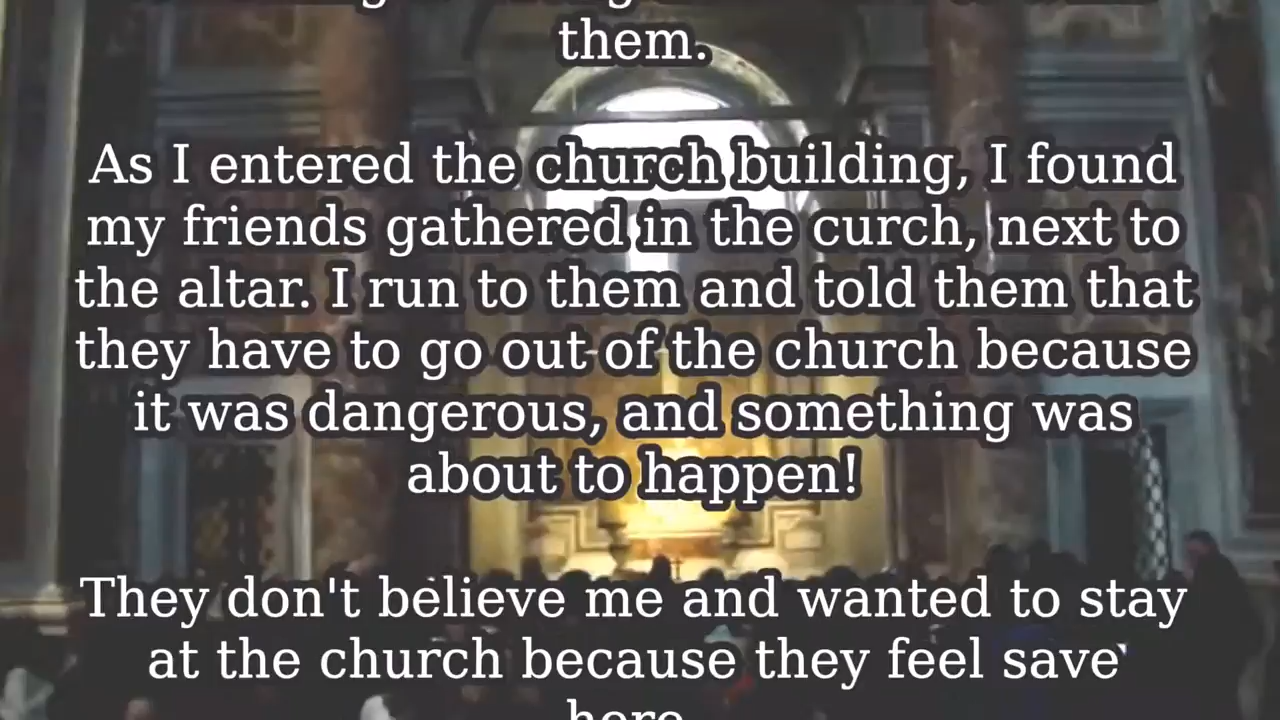 them.
As I entered the church building, I found
my friends gathered in the curch, next to
the altar. I run to them and told them that
they have to go out of the church because
it was dangerous, and something was
about to happen!
They don't believe me and wanted to stay
at the church because they feel save
here